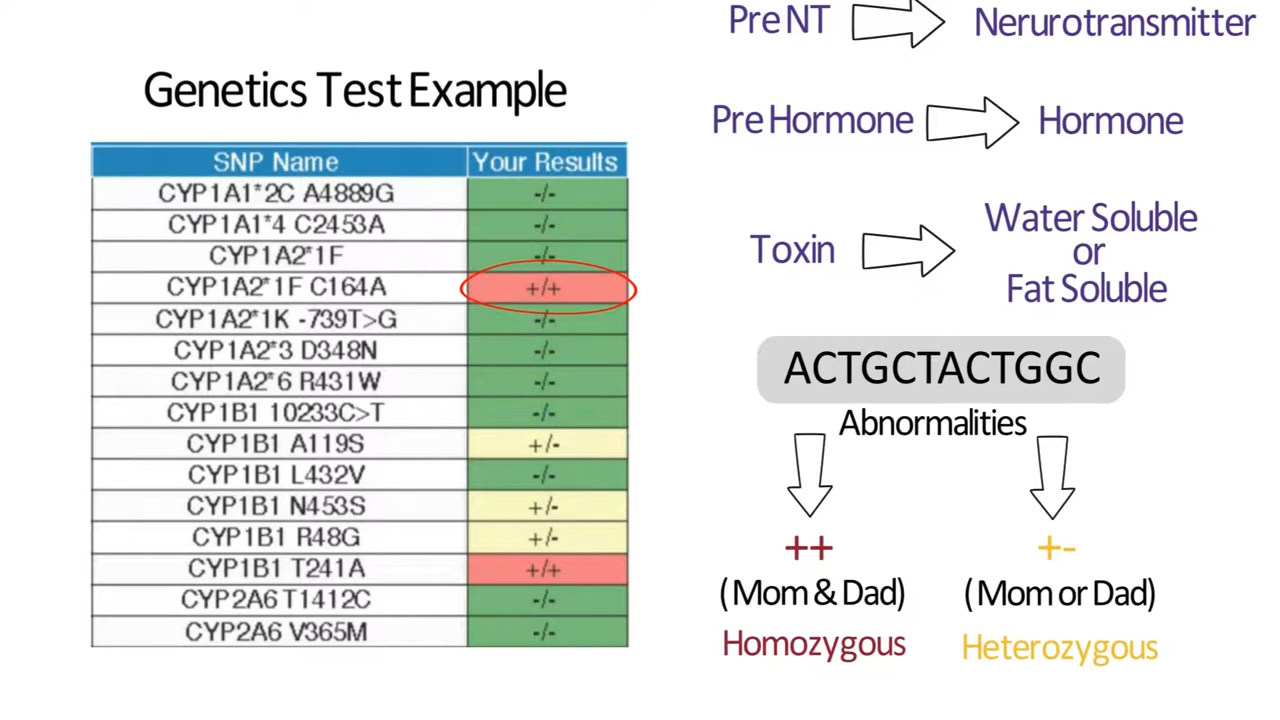 Genetics Test Example
SNP Name Your Results
CYP1A1*2C A4889G -/-
CYP1A1*4 C2453A -/-
CYP1A2*1F -/-
CYP1A2*1F C164A +/+
CYP1A2*1K -739T>G -/-
CYP1A2*3 D348N -/-
CYP1A2*6 R431W -/-
CYP1B1 10233C>T -/-
CYP1B1 A119S +/-
CYP1B1 L432V -/-
CYP1B1 N453S +/-
CYP1B1 R48G +/-
CYP1B1 T241A +/+
CYP2A6 T1412C -/-
CYP2A6 V365M -/-
Pre NT Nerurotransmitter
Pre Hormone Hormone
Toxin
Water Soluble
or
Fat Soluble
ACTGCTACTGGC
Abnormalities
++ +-
(Mom & Dad) (Mom or Dad)
Homozygous Heterozygous